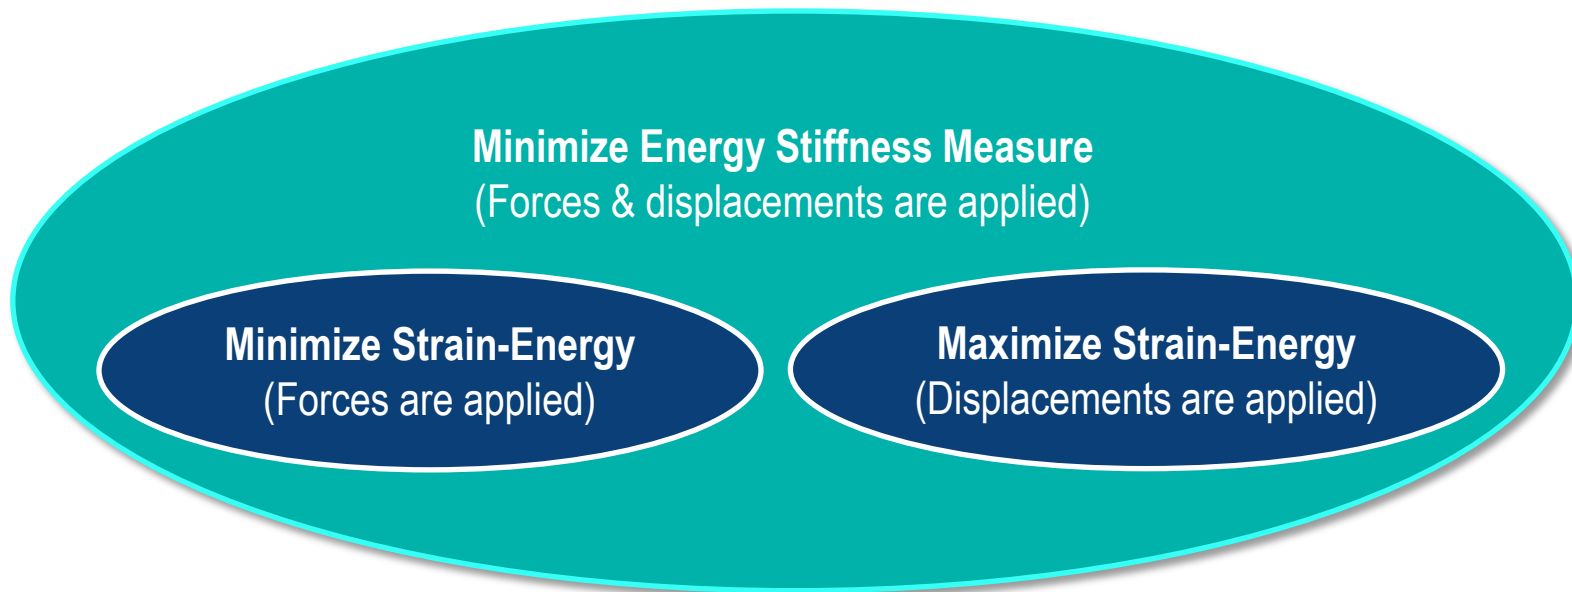 Minimize Energy Stiffness Measure
(Forces & displacements are applied)
Minimize Strain-Energy
(Forces are applied)
Maximize Strain-Energy
(Displacements are applied)